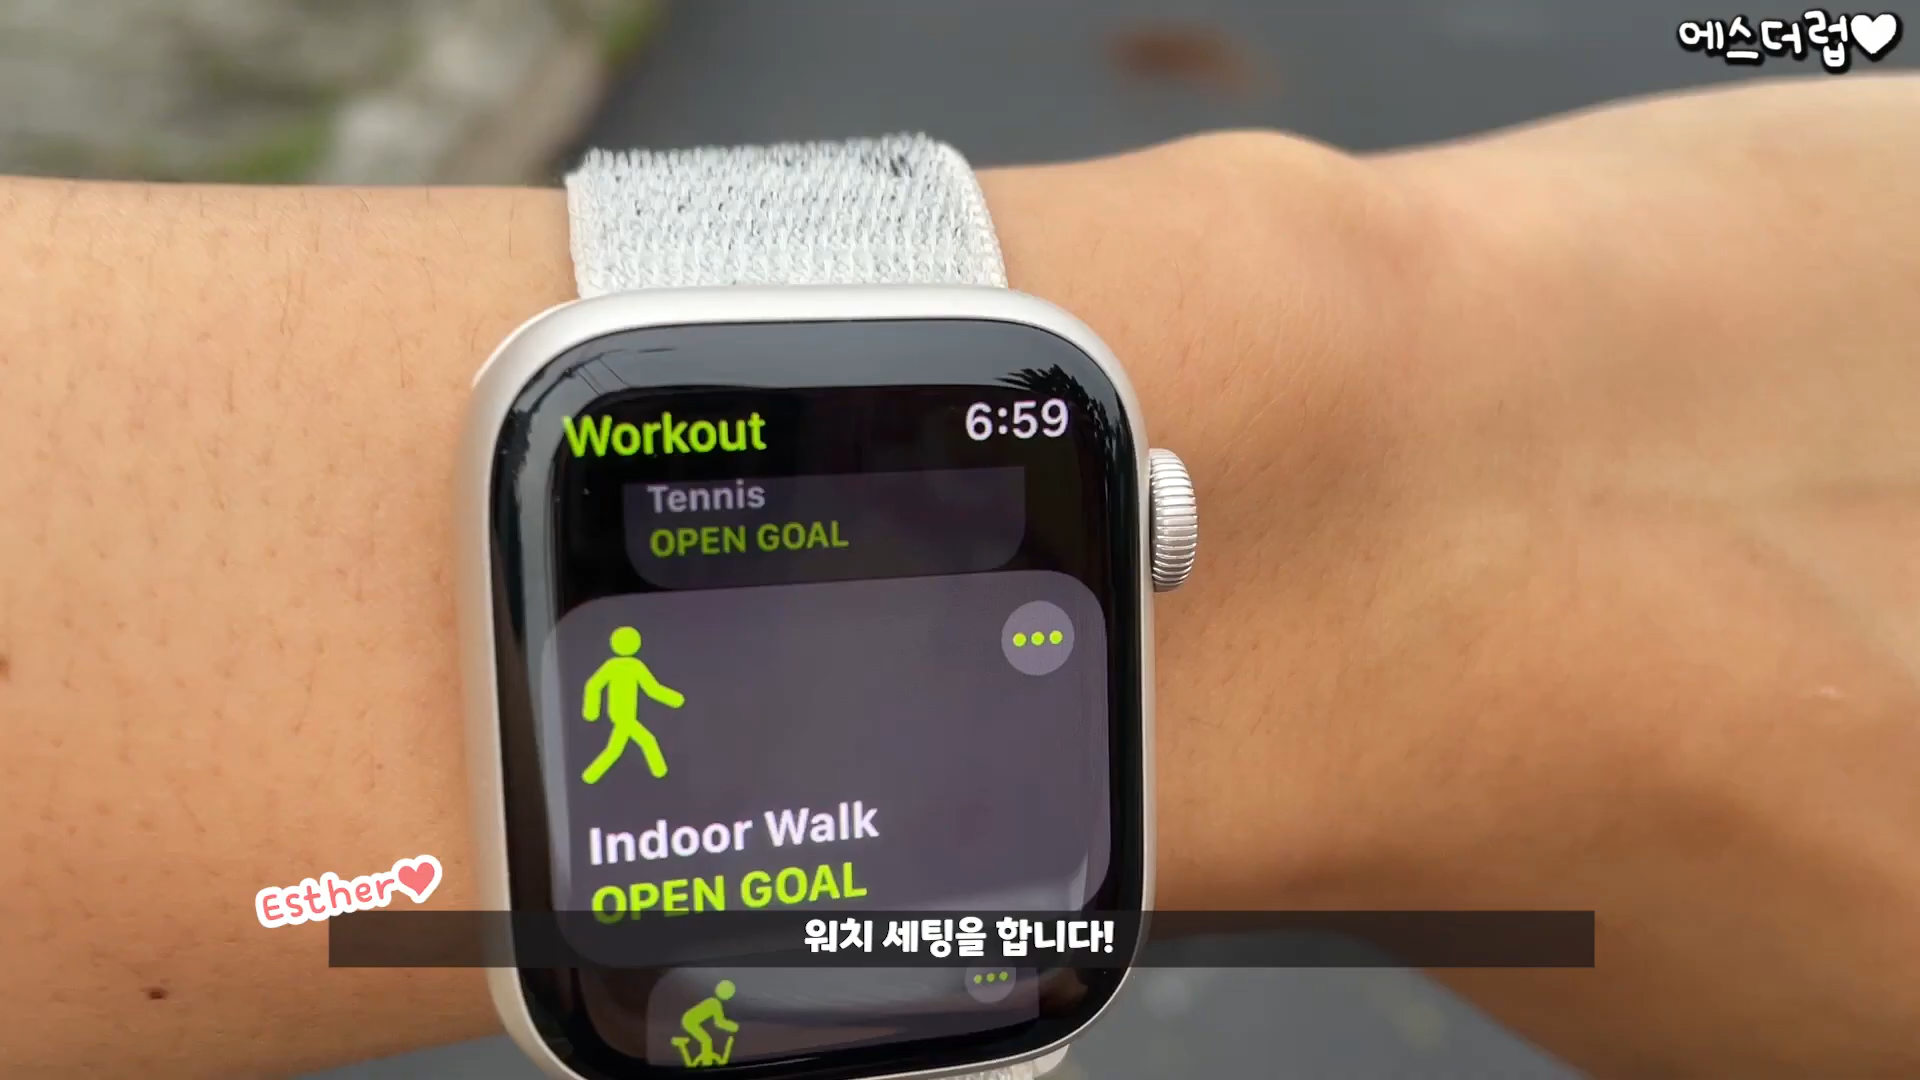 에스더럽♥
Workout
6:59
Tennis
OPEN GOAL
Indoor Walk
OPEN GOAL
Esther♥
워치 세팅을 합니다!